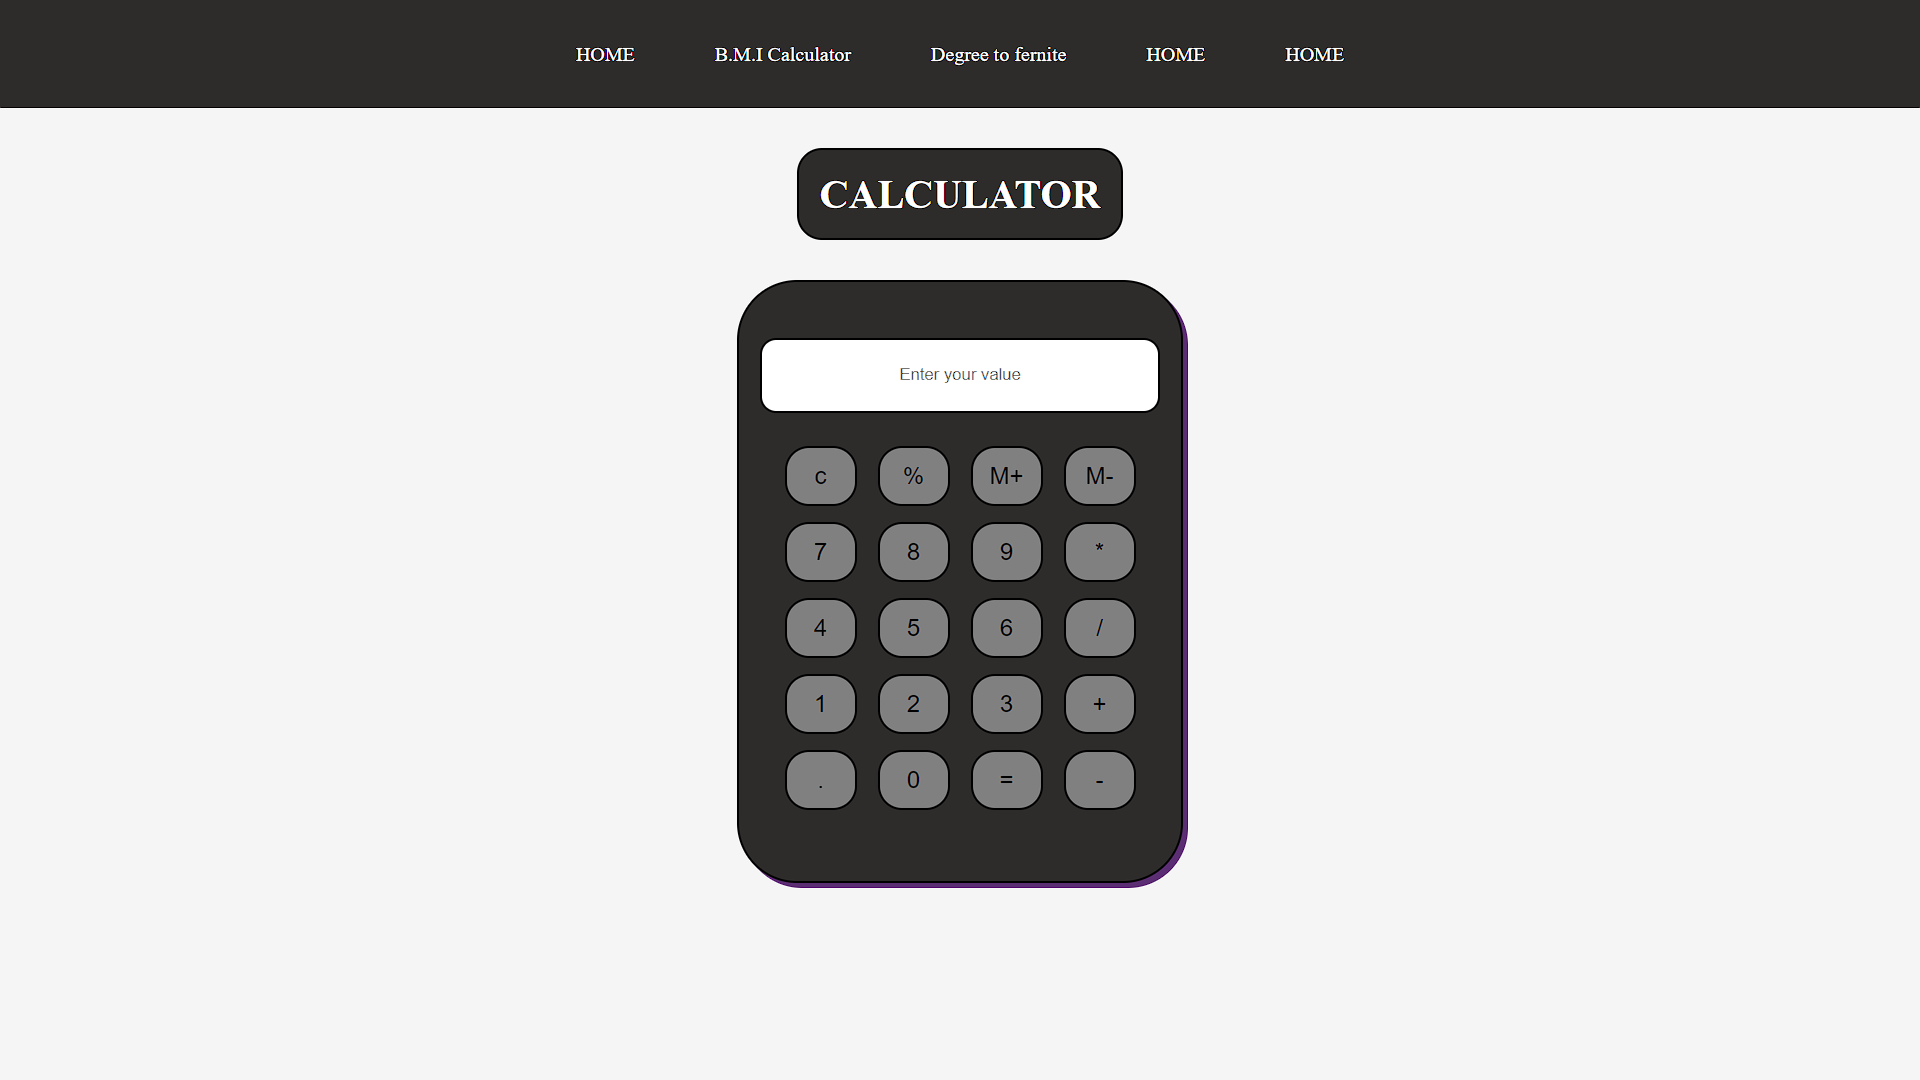 HOME B.M.I Calculator Degree to fernite HOME HOME
CALCULATOR
Enter your value
c % M+ M-
7 8 9 *
4 5 6 /
1 2 3 +
. 0 = -